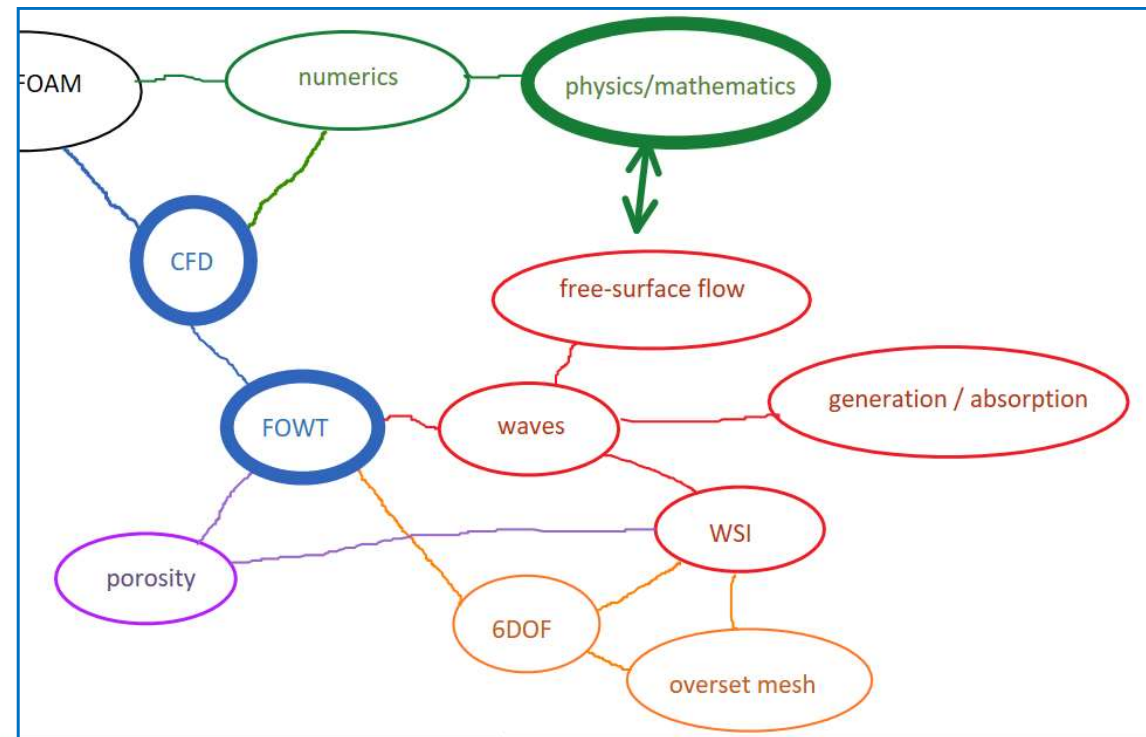 FOAM
numerics
physics/mathematics
CFD
free-surface flow
generation / absorption
FOWT
waves
WSI
porosity
6DOF
overset mesh